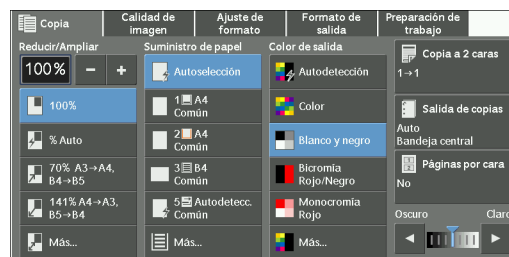 Copia
Calidad de
imagen
Ajuste de
formato
Formato de
salida
Preparación de
trabajo
Reducir/Ampliar
100%
100%
% Auto
70% A3→A4,
B4→B5
141% A4→A3,
B5→B4
Más...
Suministro de papel
Autoselección
1 A4
Común
2 A4
Común
3 B4
Común
5 Autodetecc.
Común
Más...
Color de salida
Autodetección
Color
Blanco y negro
Bicromía
Rojo/Negro
Monocromía
Rojo
Más...
Copia a 2 caras
1→1
Salida de copias
Auto
Bandeja central
Páginas por cara
No
Oscuro
Claro